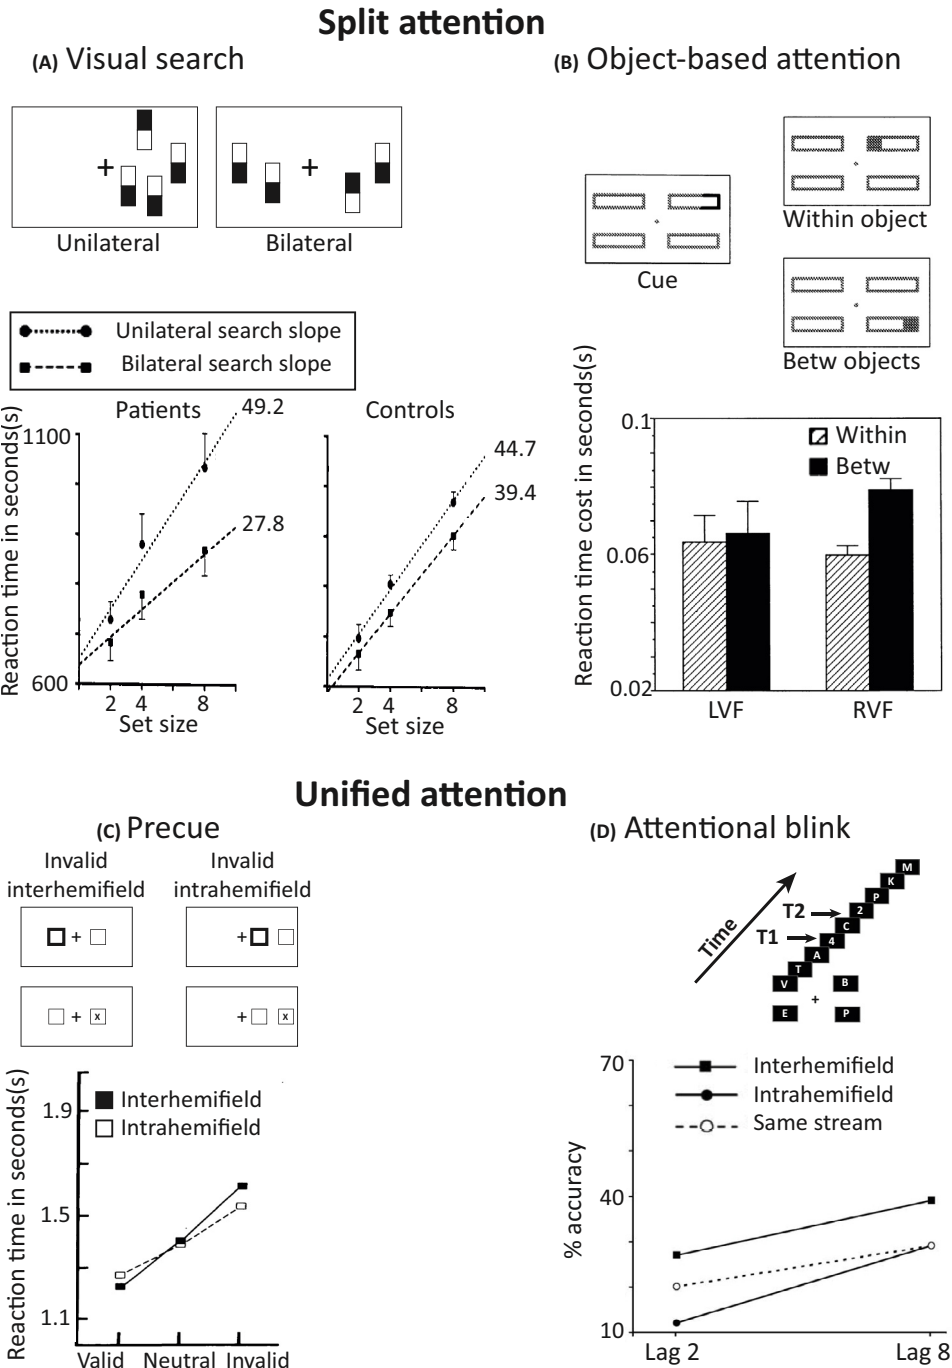 Split attention
(A) Visual search
(B) Object-based attention
Unilateral
Bilateral
Cue
Within object
Betw objects
Unilateral search slope
Bilateral search slope
Patients
Controls
Reaction time in seconds(s)
1100
600
49.2
27.8
44.7
39.4
2 4 8
Set size
2 4 8
Set size
Reaction time cost in seconds(s)
0.1
0.06
0.02
Within
Betw
LVF
RVF
Unified attention
(C) Precue
(D) Attentional blink
Invalid
interhemifield
Invalid
intrahemifield
+
+
+ x
+ x
Reaction time in seconds(s)
1.9
1.5
1.1
Interhemifield
Intrahemifield
Valid Neutral Invalid
Time
T2
T1
M
K
P
2
C
4
A
T
V B
+
E P
% accuracy
70
40
10
Interhemifield
Intrahemifield
Same stream
Lag 2
Lag 8